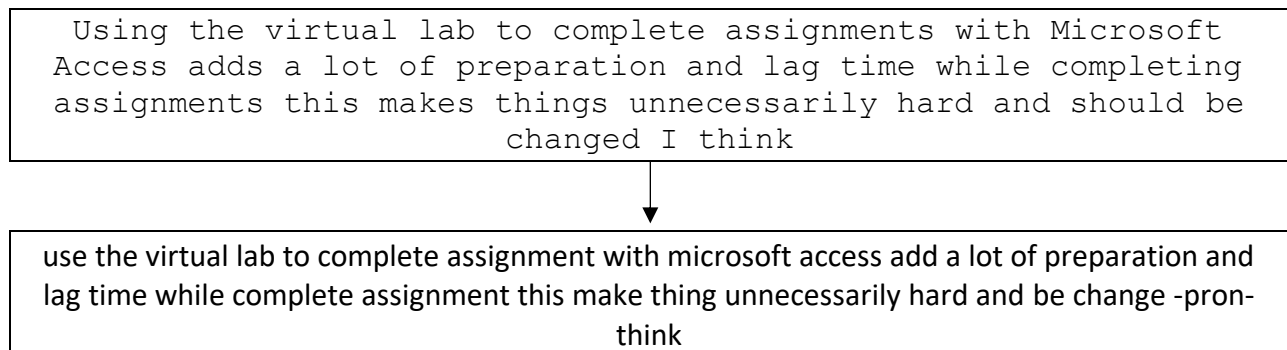 Using the virtual lab to complete assignments with Microsoft
Access adds a lot of preparation and lag time while completing
assignments this makes things unnecessarily hard and should be
changed I think
use the virtual lab to complete assignment with microsoft access add a lot of preparation and
lag time while complete assignment this make thing unnecessarily hard and be change -pron-
think